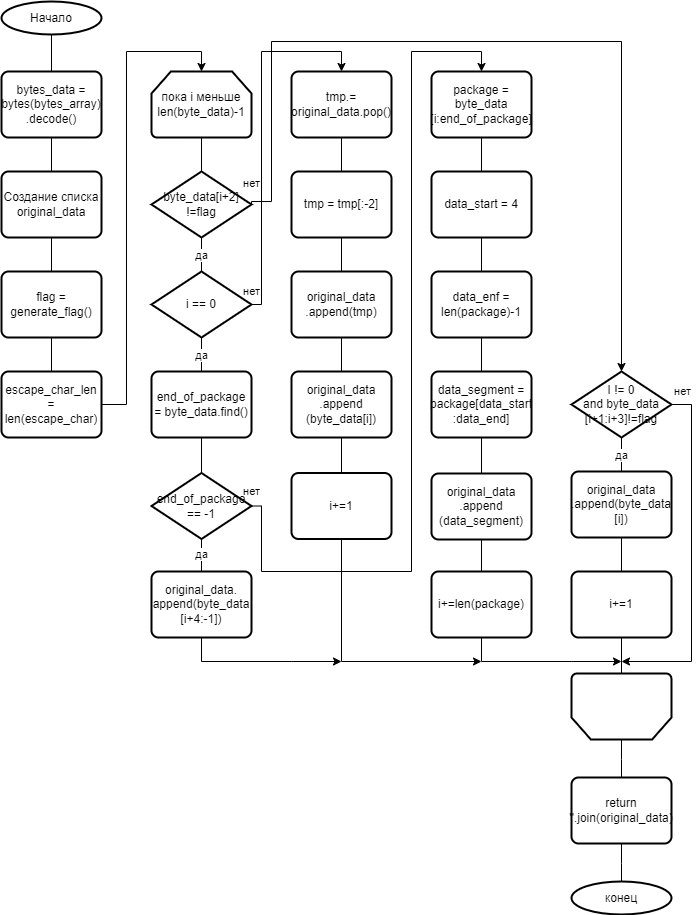 Начало
bytes_data =
bytes(bytes_array)
.decode()
Создание списка
original_data
flag =
generate_flag()
escape_char_len
=
len(escape_char)
пока i меньше
len(byte_data)-1
byte_data[i+2]
!=flag
нет
да
i == 0
нет
да
end_of_package
= byte_data.find()
end_of_package
== -1
нет
да
original_data.
append(byte_data
[i+4:-1])
tmp.=
original_data.pop()
tmp = tmp[:-2]
original_data
.append(tmp)
original_data
.append
(byte_data[i])
i+=1
package =
byte_data
[i:end_of_package]
data_start = 4
data_enf =
len(package)-1
data_segment =
package[data_start
:data_end]
original_data
.append
(data_segment)
i+=len(package)
I != 0
and byte_data
[i+1:i+3]!=flag
нет
да
original_data
.append(byte_data
[i])
i+=1
return
".join(original_data)
конец